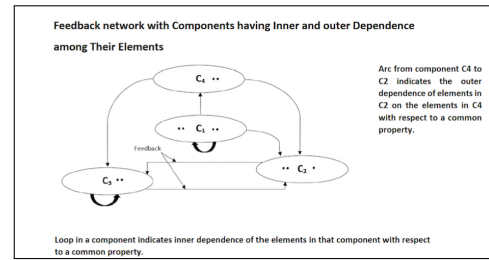 Feedback network with Components having Inner and outer Dependence
among Their Elements
C₄
Arc from component C4 to
C2 indicates the outer
dependence of elements in
C2 on the elements in C4
with respect to a common
property.
C₁
Feedback
C₂
C₃
Loop in a component indicates inner dependence of the elements in that component with respect
to a common property.